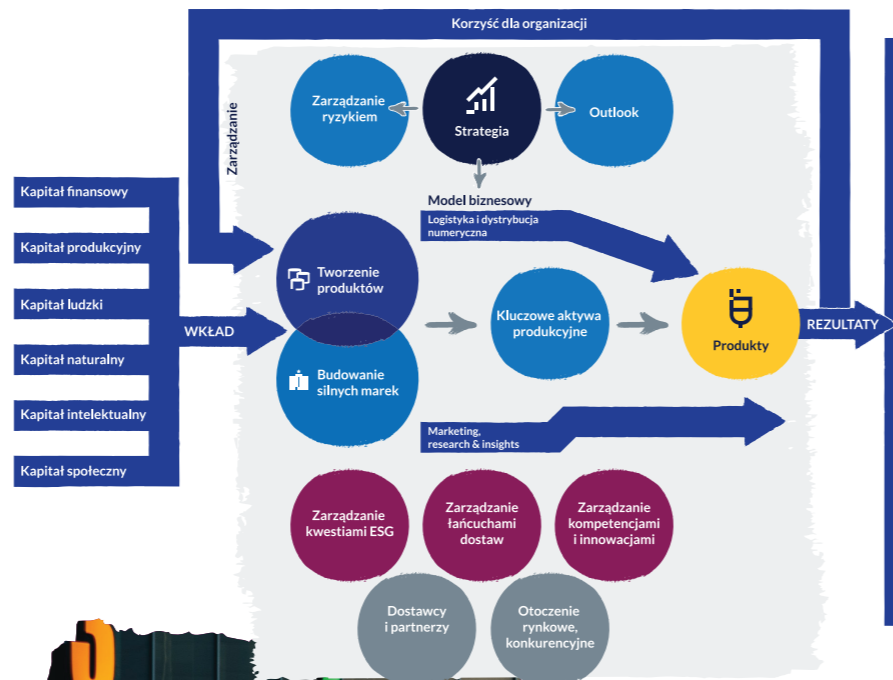 Korzyść dla organizacji
Zarządzanie
Zarządzanie
ryzykiem
Strategia
Outlook
Model biznesowy
Logistyka i dystrybucja
numeryczna
Kapitał finansowy
Kapitał produkcyjny
Kapitał ludzki
Kapitał naturalny
Kapitał intelektualny
Kapitał społeczny
WKŁAD
Tworzenie
produktów
Budowanie
silnych marek
Kluczowe aktywa
produkcyjne
Produkty
REZULTATY
Marketing,
research & insights
Zarządzanie
kwestiami ESG
Zarządzanie
łańcuchami
dostaw
Zarządzanie
kompetencjami
i innowacjami
Dostawcy
i partnerzy
Otoczenie
rynkowe,
konkurencyjne